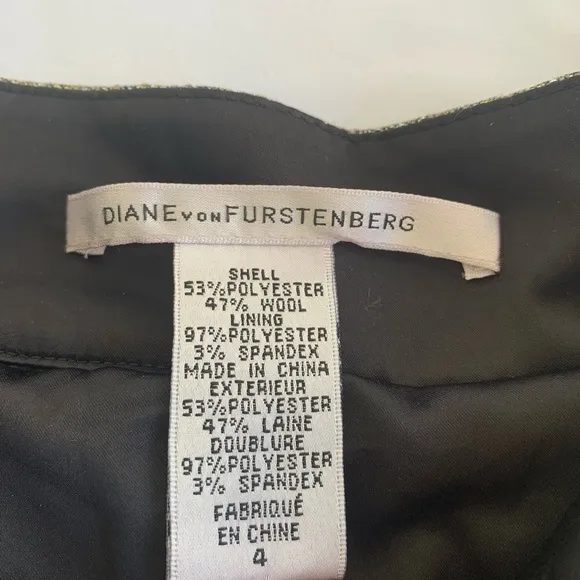 DIANE VON FURSTENBERG
SHELL
53%POLYESTER
47% WOOL
LINING
97%POLYESTER
3% SPANDEX
MADE IN CHINA
EXTERIEUR
53%POLYESTER
47% LAINE
DOUBLURE
97%POLYESTER
3% SPANDEX
FABRIQUÉ
EN CHINE
4